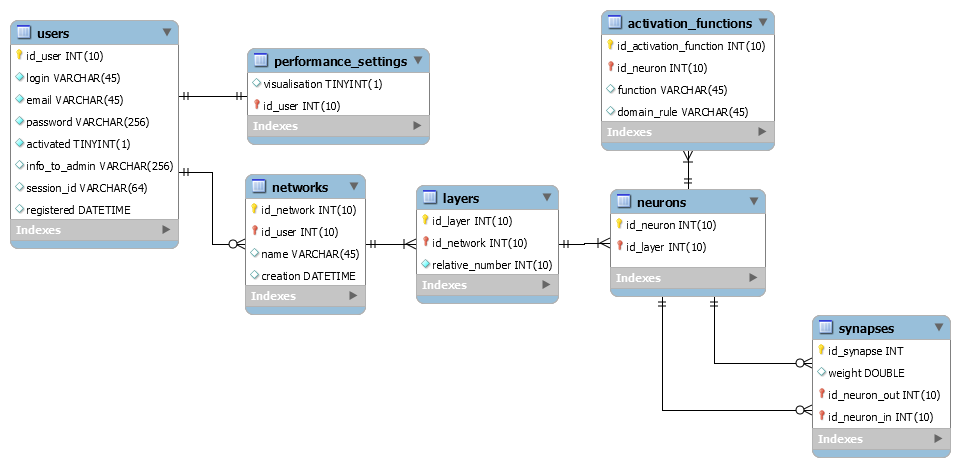 users
id_user INT(10)
login VARCHAR(45)
email VARCHAR(45)
password VARCHAR(256)
activated TINYINT(1)
info_to_admin VARCHAR(256)
session_id VARCHAR(64)
registered DATETIME
Indexes
performance_settings
visualisation TINYINT(1)
id_user INT(10)
Indexes
networks
id_network INT(10)
id_user INT(10)
name VARCHAR(45)
creation DATETIME
Indexes
layers
id_layer INT(10)
id_network INT(10)
relative_number INT(10)
Indexes
activation_functions
id_activation_function INT(10)
id_neuron INT(10)
function VARCHAR(45)
domain_rule VARCHAR(45)
Indexes
neurons
id_neuron INT(10)
id_layer INT(10)
Indexes
synapses
id_synapse INT
weight DOUBLE
id_neuron_out INT(10)
id_neuron_in INT(10)
Indexes